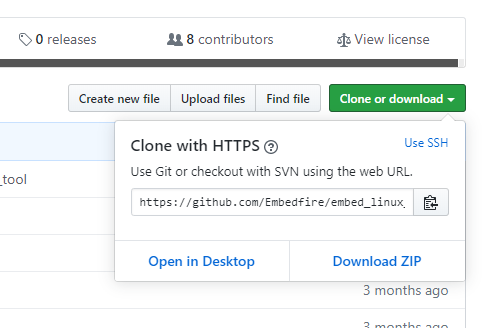 0 releases
8 contributors
View license
Create new file
Upload files
Find file
Clone or download
Clone with HTTPS
Use SSH
Use Git or checkout with SVN using the web URL.
_tool
https://github.com/Embedfire/embed_linux_
Open in Desktop
Download ZIP
3 months ago
3 months ago